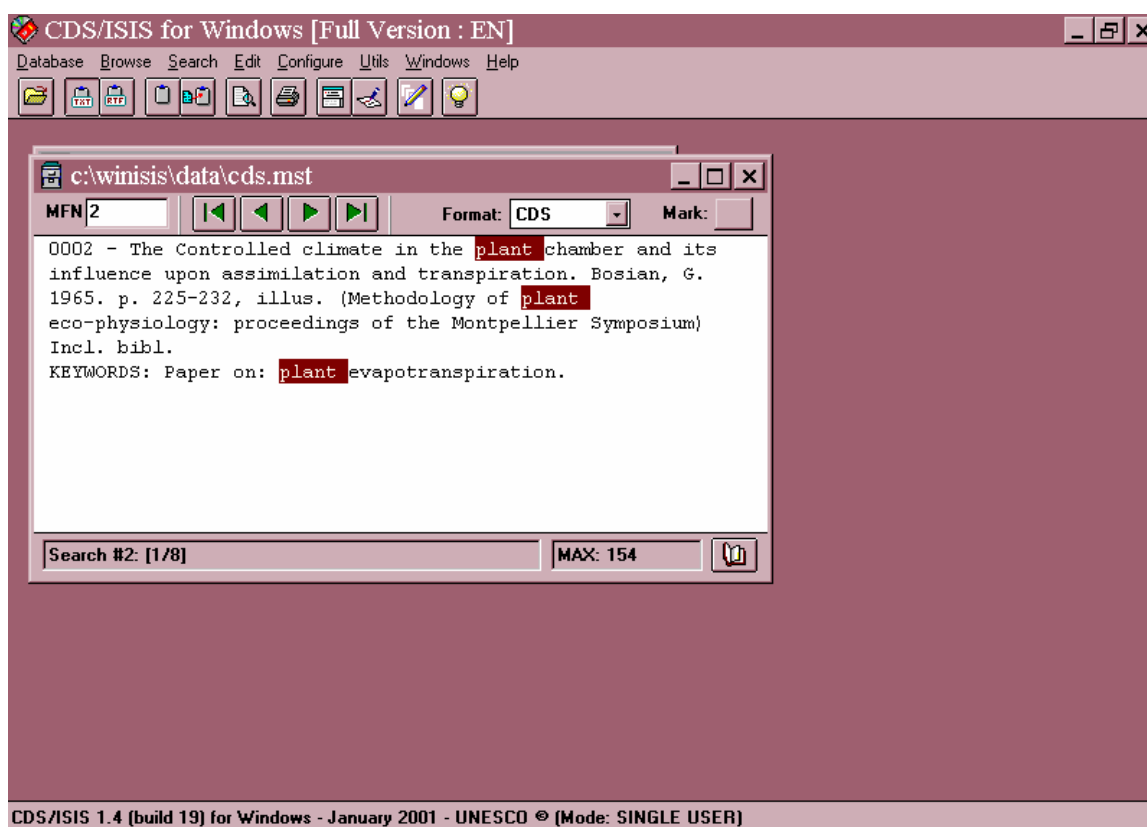 CDS/ISIS for Windows [Full Version : EN]
Database Browse Search Edit Configure Utils Windows Help
TXT RTF
c:\winisis\data\cds.mst
MFN 2 Format: CDS Mark:
0002 - The Controlled climate in the plant chamber and its
influence upon assimilation and transpiration. Bosian, G.
1965. p. 225-232, illus. (Methodology of plant
eco-physiology: proceedings of the Montpellier Symposium)
Incl. bibl.
KEYWORDS: Paper on: plant evapotranspiration.
Search #2: [1/8] MAX: 154
CDS/ISIS 1.4 (build 19) for Windows - January 2001 - UNESCO © (Mode: SINGLE USER)